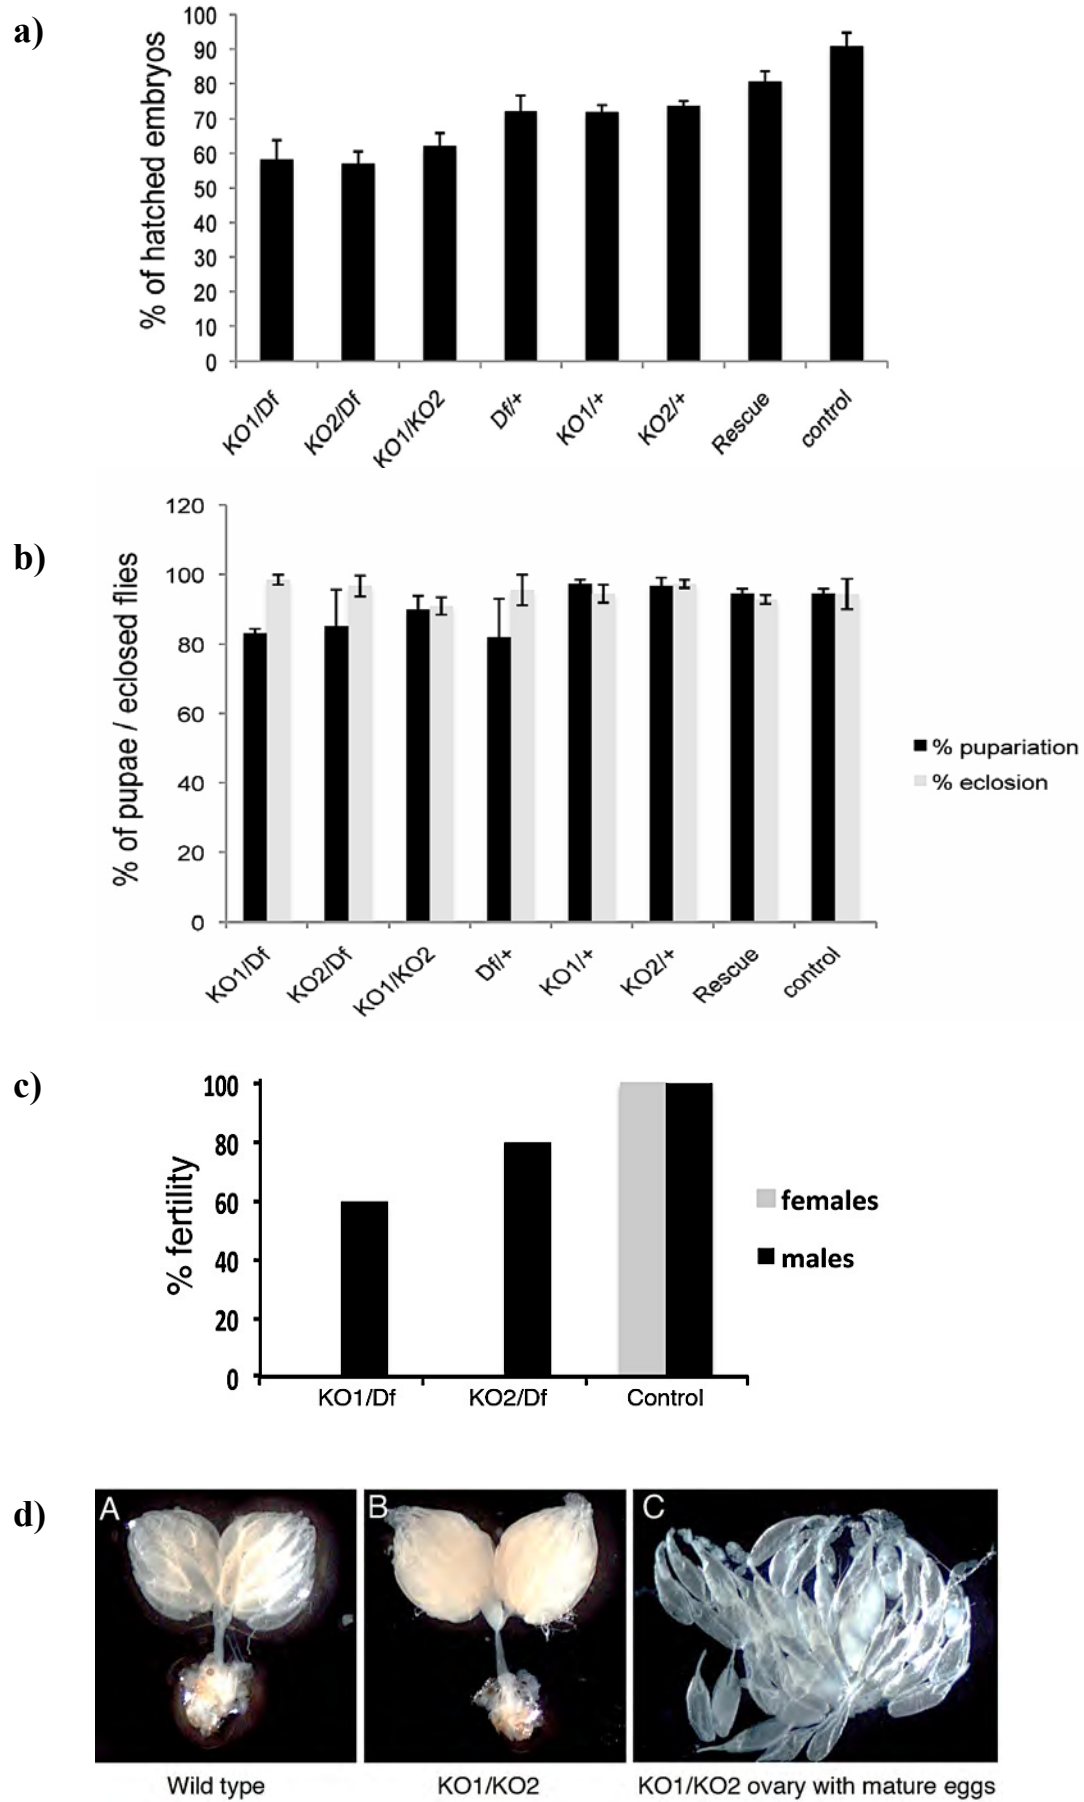 a)
% of hatched embryos
100
90
80
70
60
50
40
30
20
10
0
KO1/Df
KO2/Df
KO1/KO2
Df/+
KO1/+
KO2/+
Rescue
control
b)
% of pupae / eclosed flies
120
100
80
60
40
20
0
% pupariation
% eclosion
KO1/Df
KO2/Df
KO1/KO2
Df/+
KO1/+
KO2/+
Rescue
control
c)
% fertility
100
80
60
40
20
0
females
males
KO1/Df
KO2/Df
Control
d)
A
B
C
Wild type
KO1/KO2
KO1/KO2 ovary with mature eggs